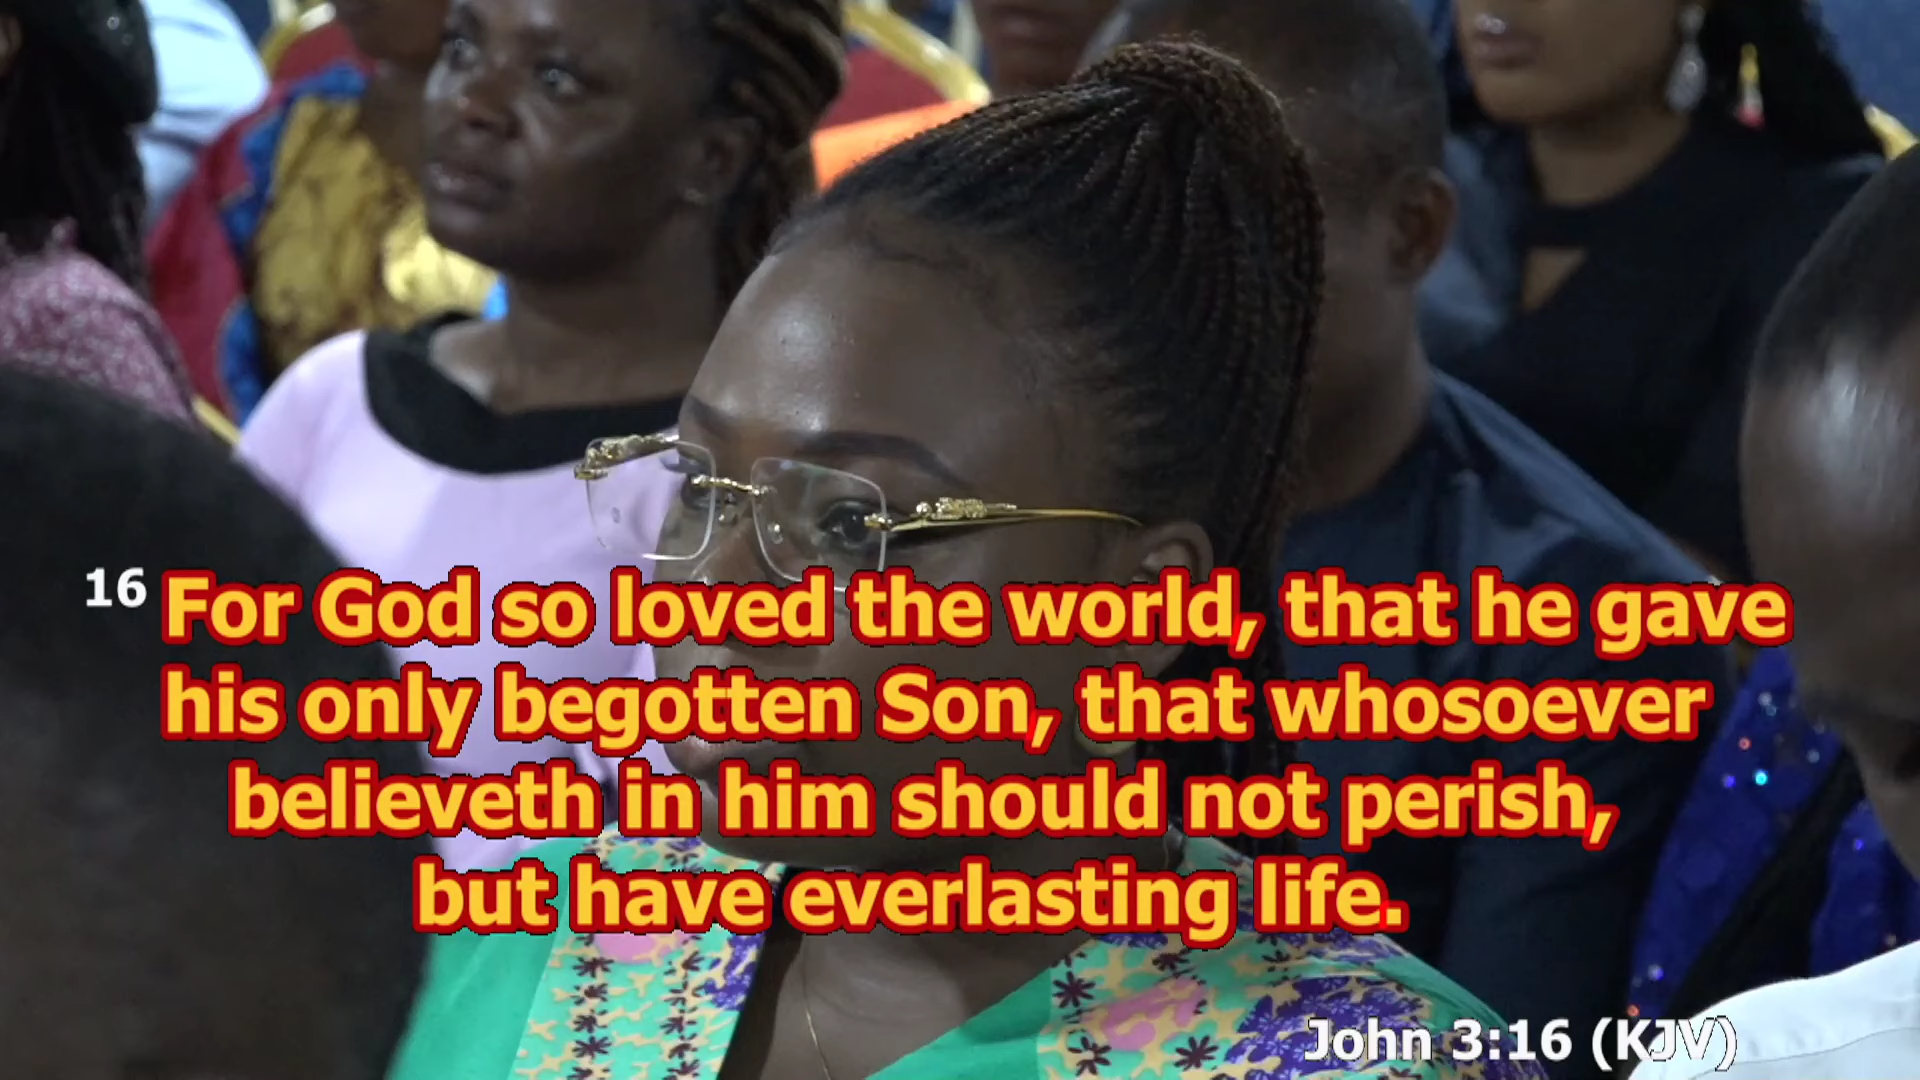 16 For God so loved the world, that he gave
his only begotten Son, that whosoever
believeth in him should not perish,
but have everlasting life.
John 3:16 (KJV)